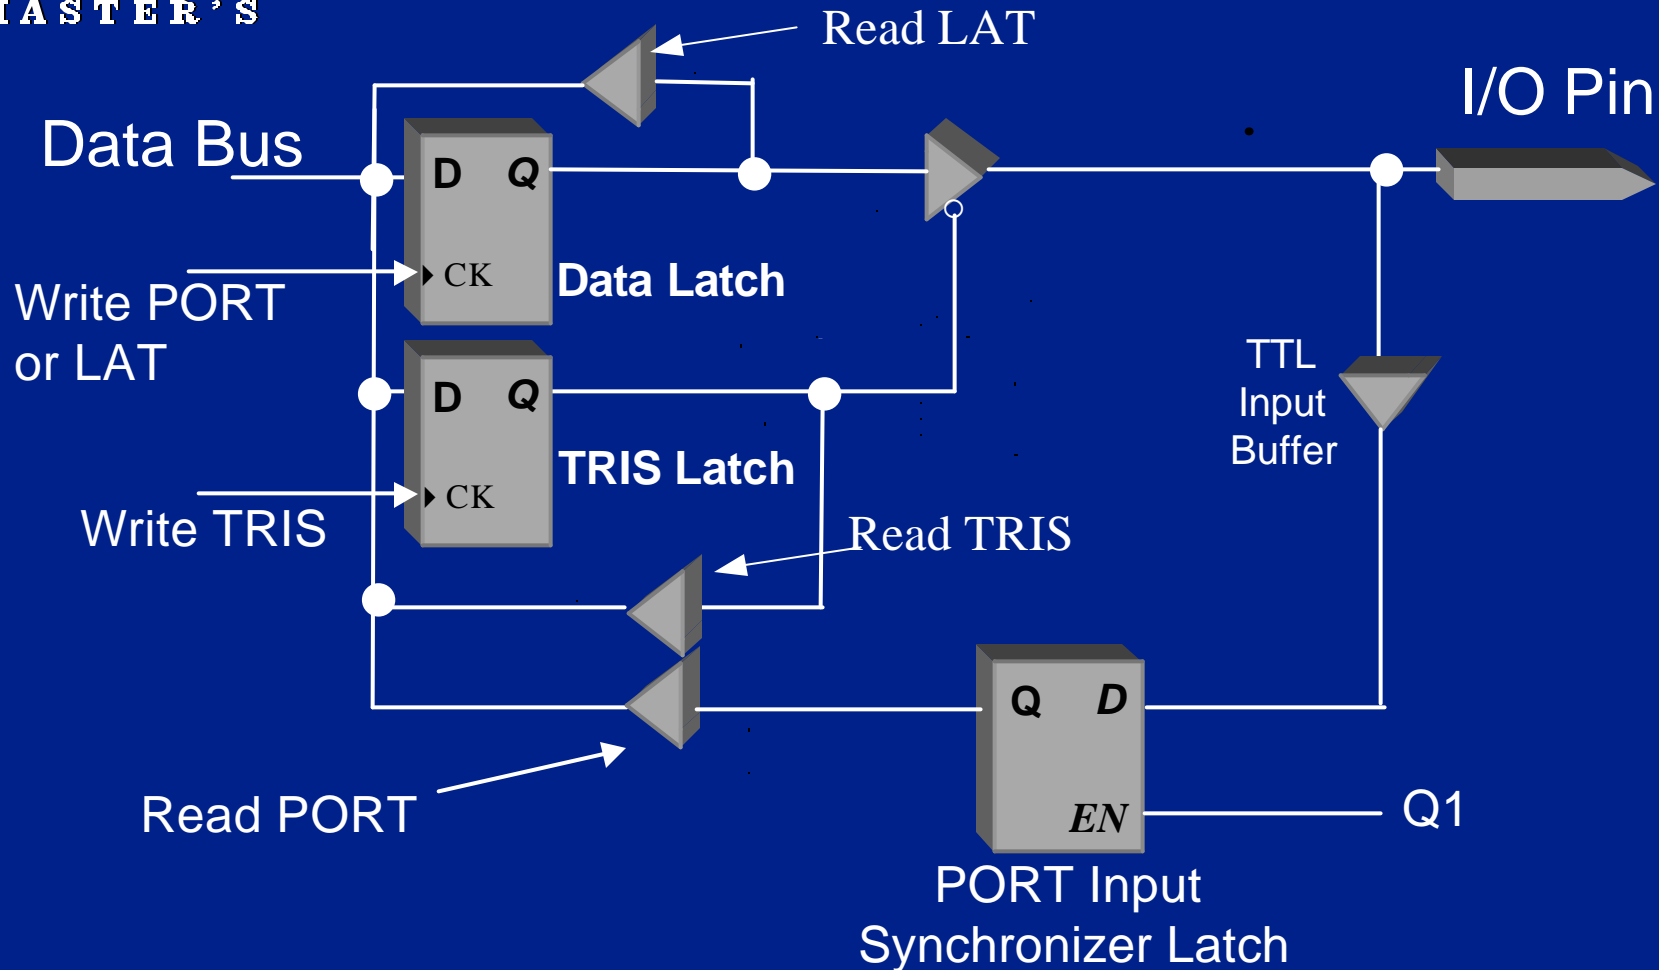 MASTER'S
Read LAT
I/O Pin
Data Bus
D Q
CK
Data Latch
Write PORT
or LAT
TTL
Input
Buffer
D Q
CK
TRIS Latch
Write TRIS
Read TRIS
Q D
EN
Q1
Read PORT
PORT Input
Synchronizer Latch